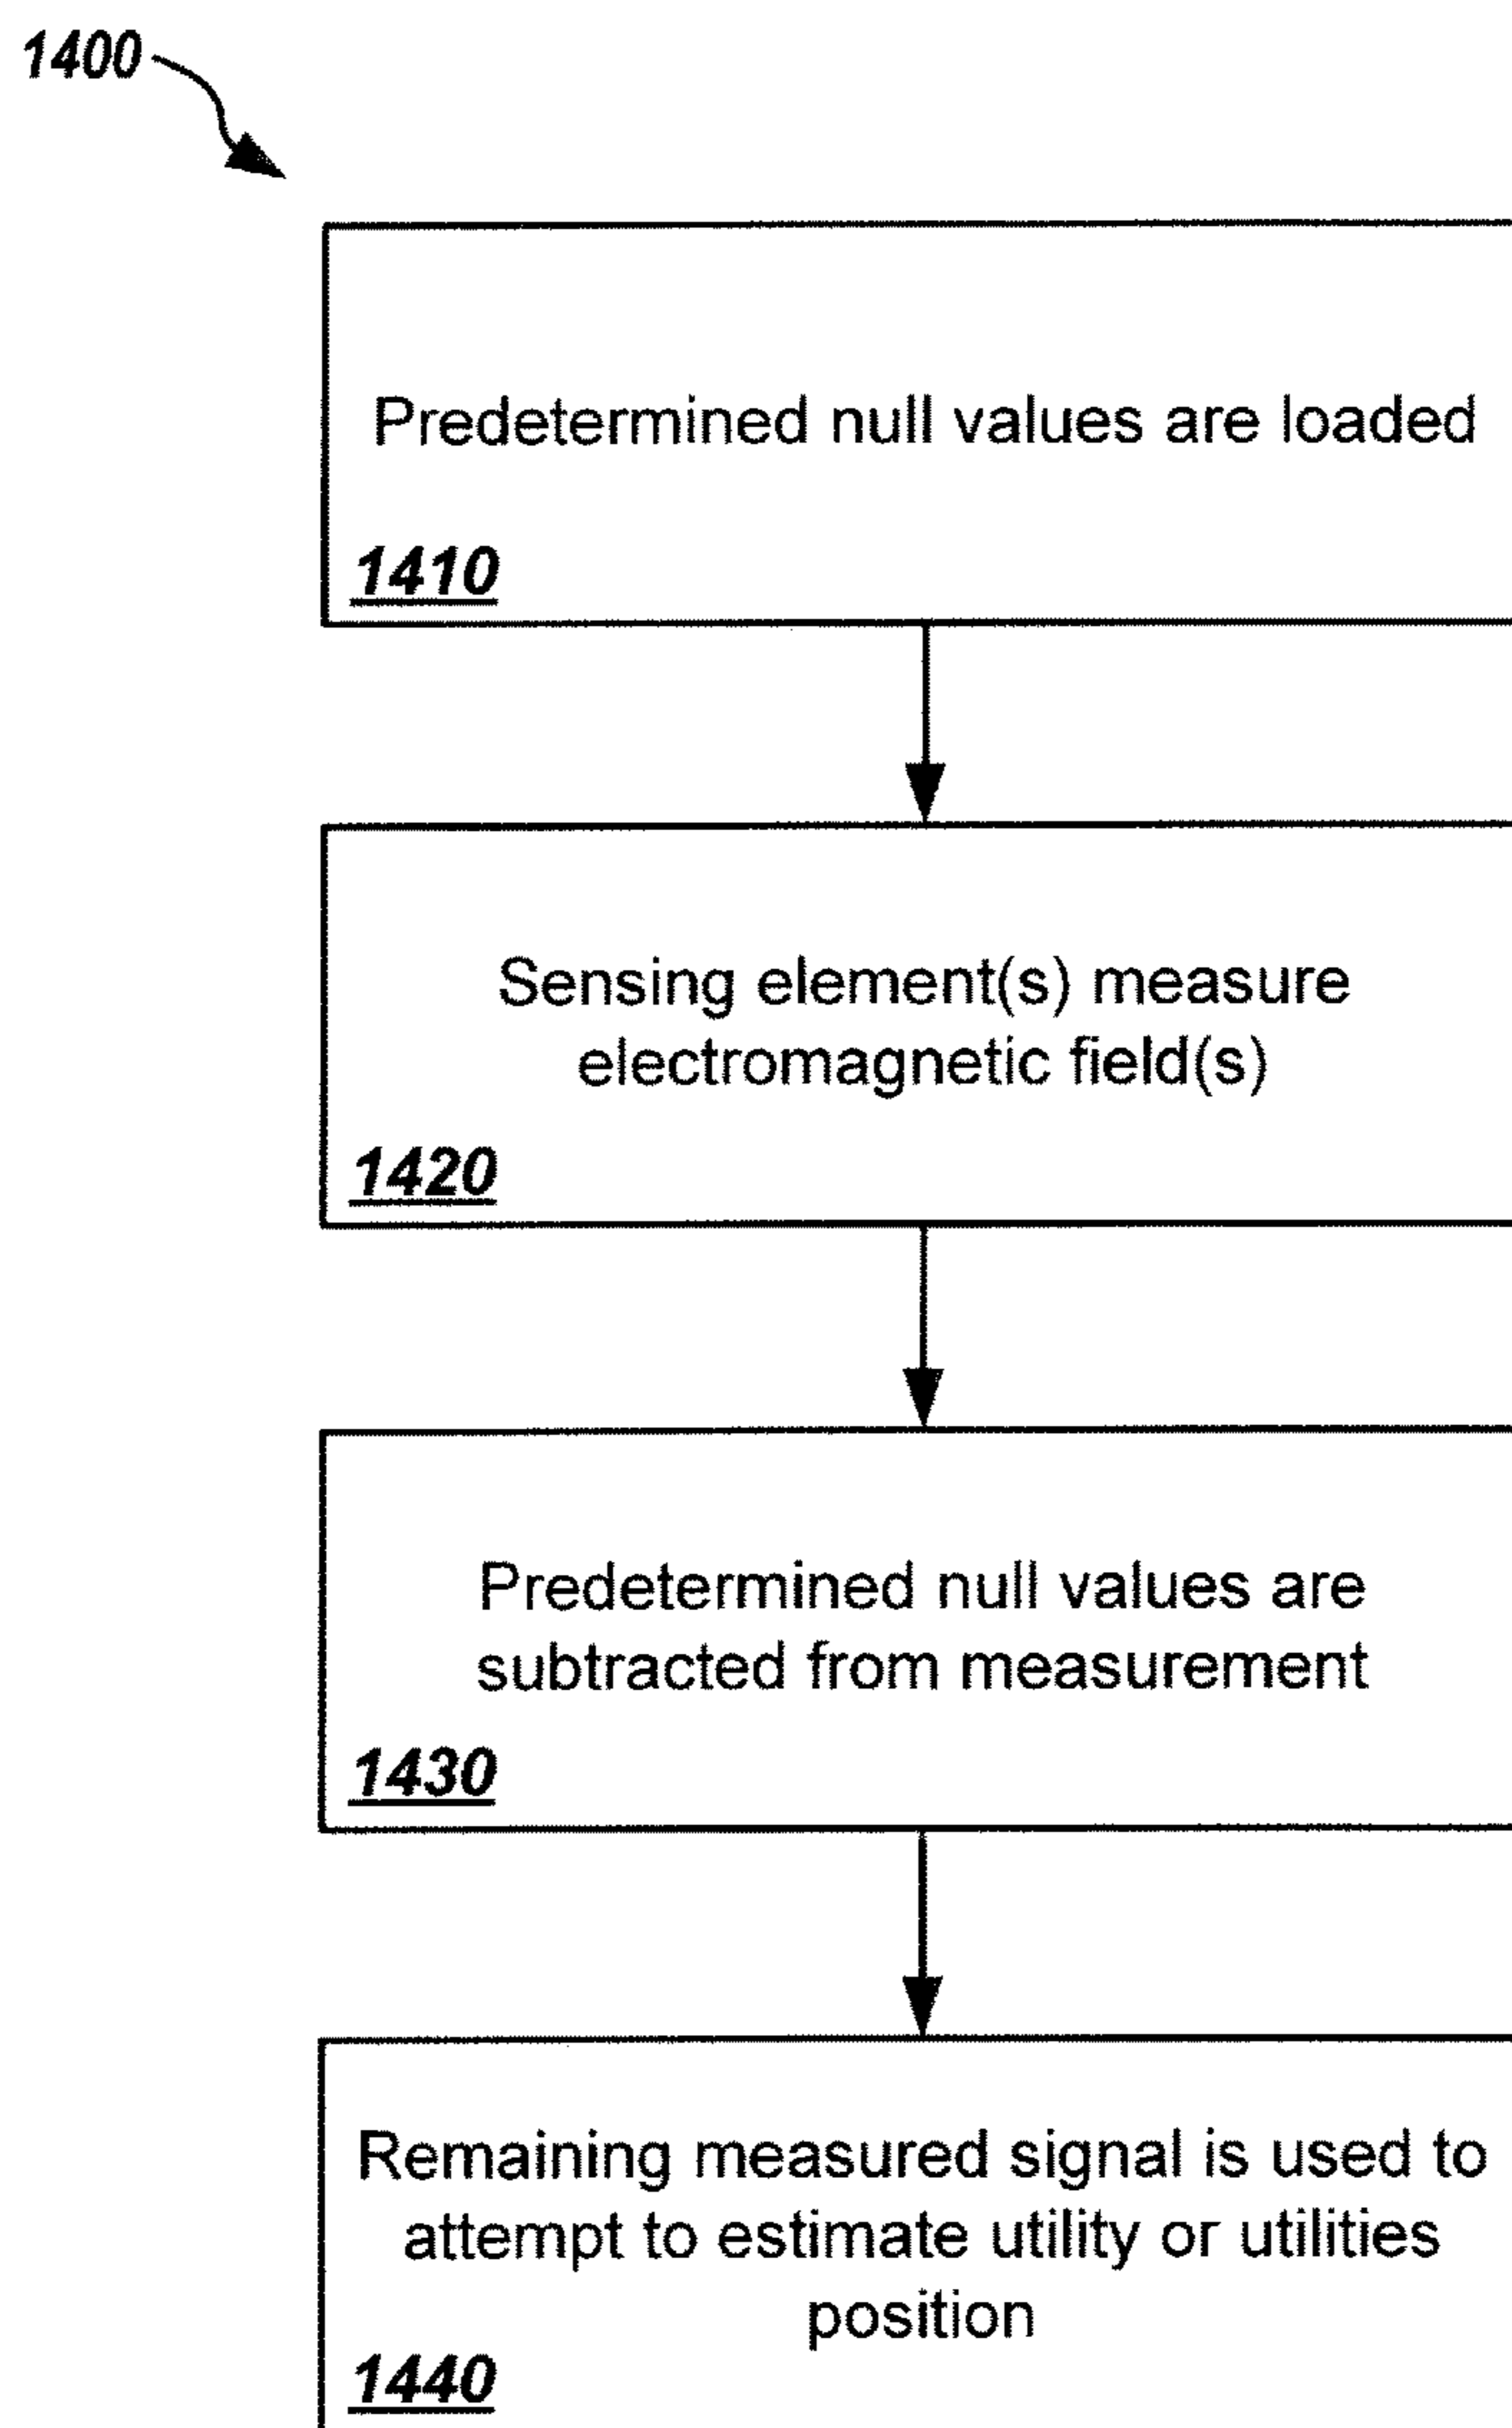 1400
Predetermined null values are loaded
1410
Sensing element(s) measure
electromagnetic field(s)
1420
Predetermined null values are
subtracted from measurement
1430
Remaining measured signal is used to
attempt to estimate utility or utilities
position
1440